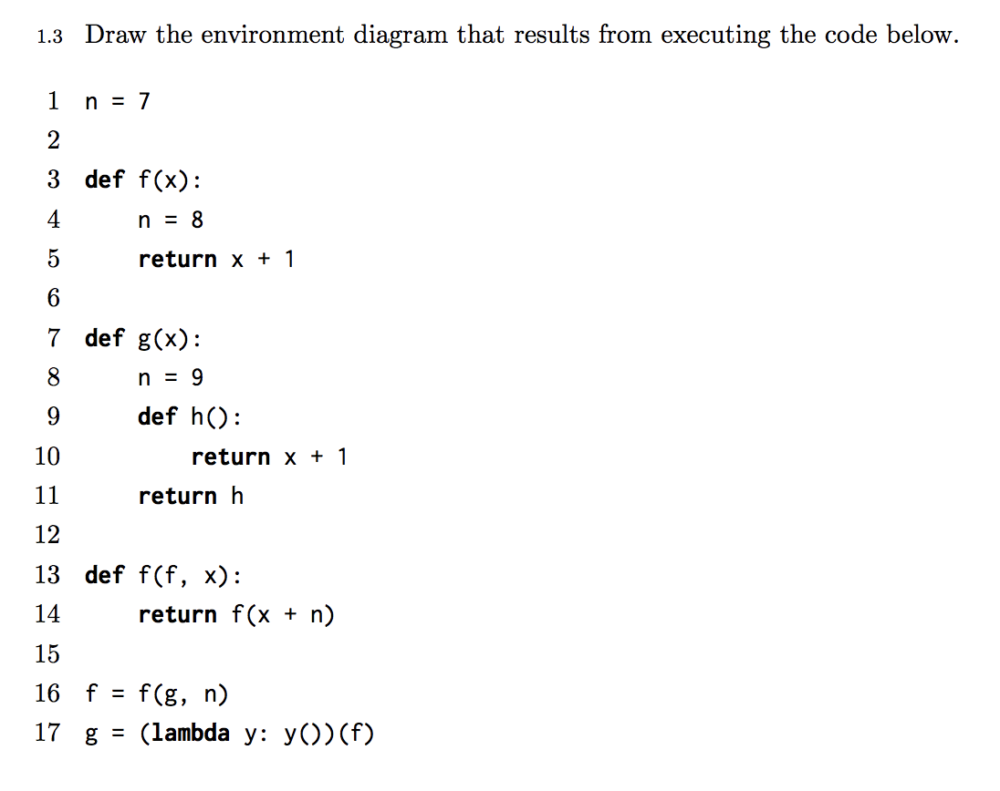 1.3 Draw the environment diagram that results from executing the code below.
1 n = 7
2
3 def f(x):
4     n = 8
5     return x + 1
6
7 def g(x):
8     n = 9
9     def h():
10         return x + 1
11     return h
12
13 def f(f, x):
14     return f(x + n)
15
16 f = f(g, n)
17 g = (lambda y: y())(f)